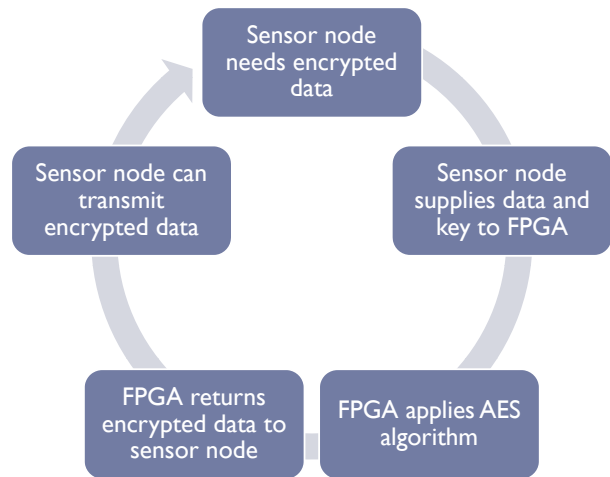 Sensor node
needs encrypted
data
Sensor node
supplies data and
key to FPGA
FPGA applies AES
algorithm
FPGA returns
encrypted data to
sensor node
Sensor node can
transmit
encrypted data